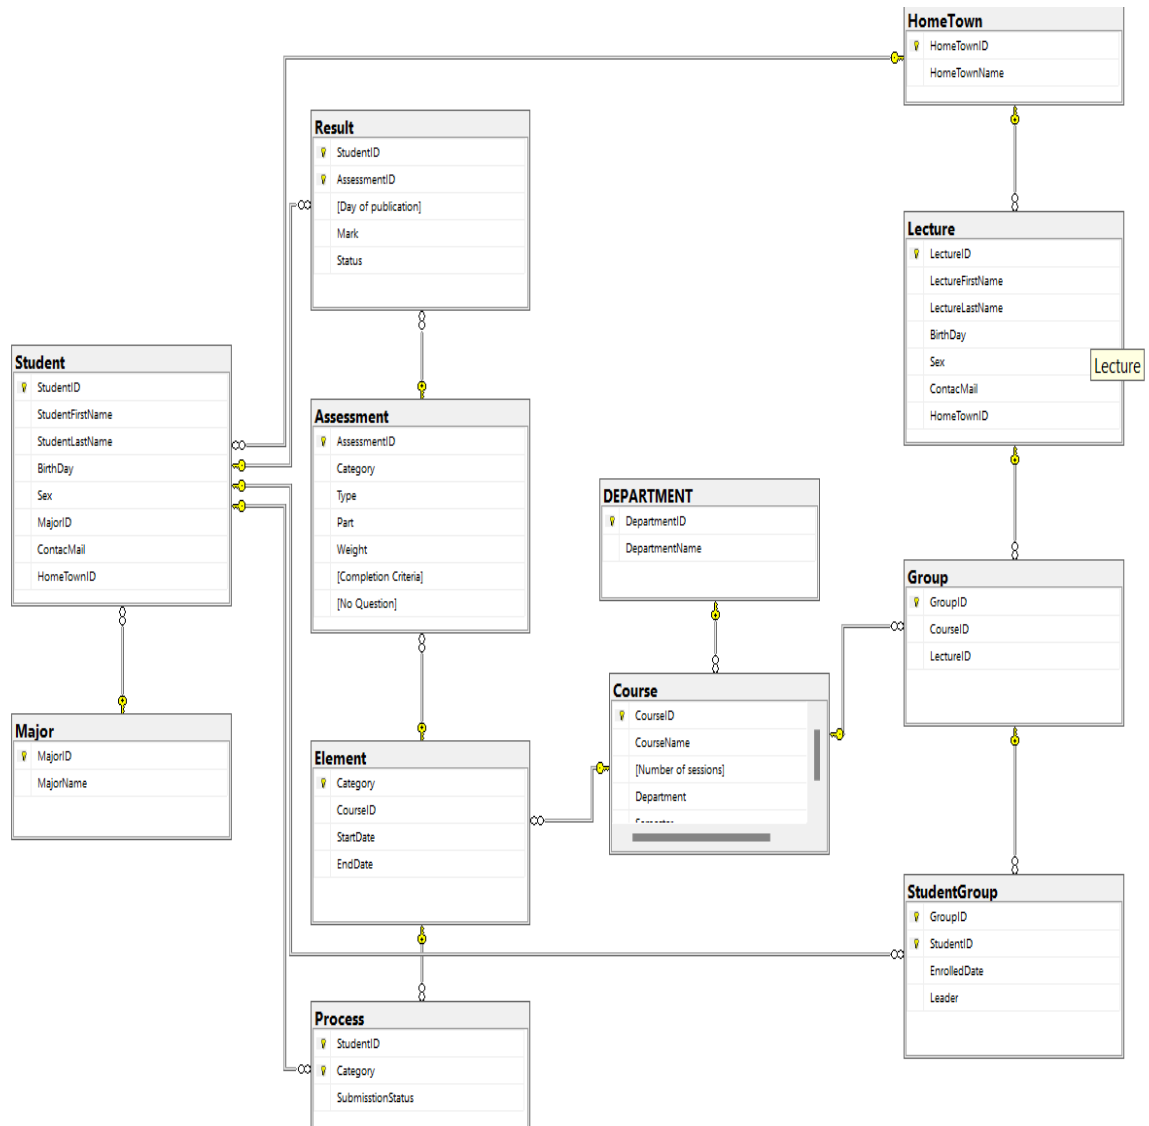 HomeTown
HomeTownID
HomeTownName
Result
StudentID
AssessmentID
[Day of publication]
Mark
Status
Lecture
LectureID
LectureFirstName
LectureLastName
BirthDay
Sex
ContacMail
HomeTownID
Lecture
Student
StudentID
StudentFirstName
StudentLastName
BirthDay
Sex
MajorID
ContacMail
HomeTownID
Assessment
AssessmentID
Category
Type
Part
Weight
[Completion Criteria]
[No Question]
DEPARTMENT
DepartmentID
DepartmentName
Group
GroupID
CourseID
LectureID
Course
CourseID
CourseName
[Number of sessions]
Department
Major
MajorID
MajorName
Element
Category
CourseID
StartDate
EndDate
StudentGroup
GroupID
StudentID
EnrolledDate
Leader
Process
StudentID
Category
SubmisstionStatus